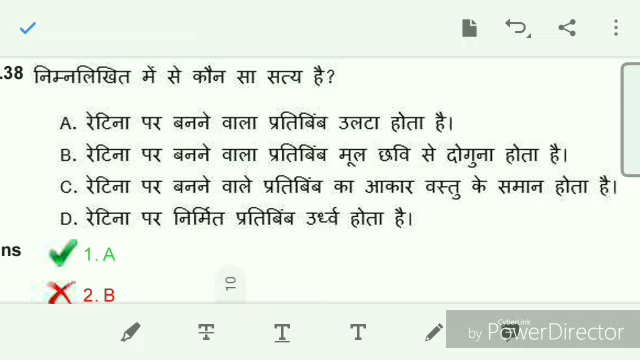 .38 निम्नलिखित में से कौन सा सत्य है?
A. रेटिना पर बनने वाला प्रतिबिंब उलटा होता है।
B. रेटिना पर बनने वाला प्रतिबिंब मूल छवि से दोगुना होता है।
C. रेटिना पर बनने वाले प्रतिबिंब का आकार वस्तु के समान होता है।
D. रेटिना पर निर्मित प्रतिबिंब उर्ध्व होता है।
ns
1. A
2. B
10
T T T
CyberLink
by PowerDirector